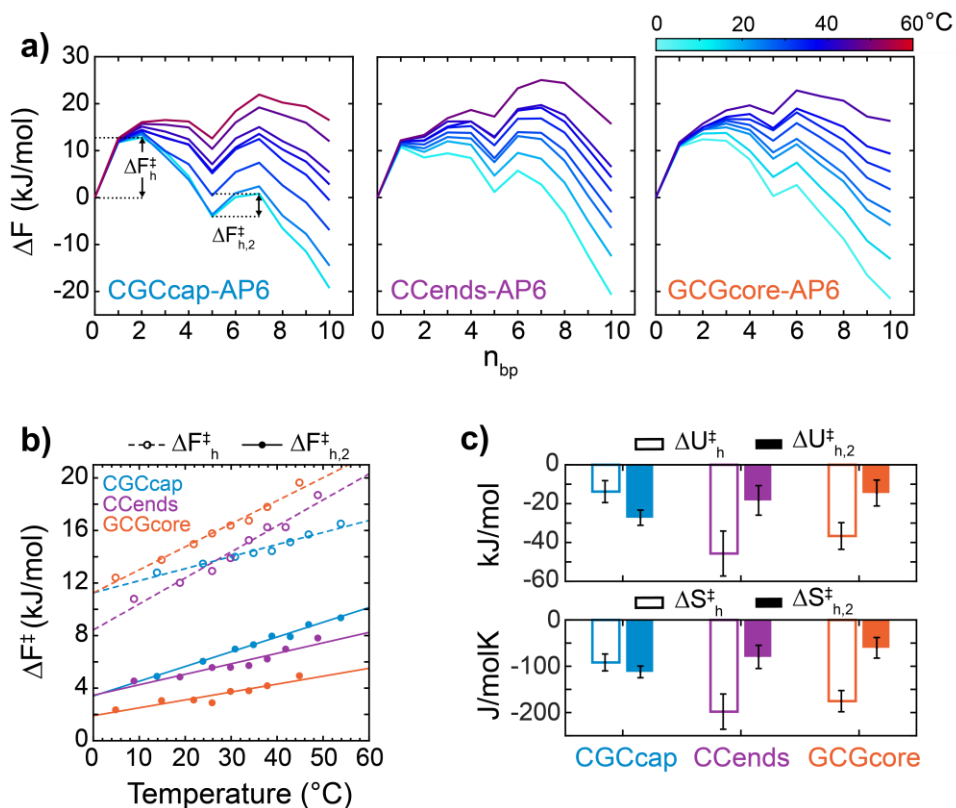 a)
0 20 40 60 °C
30
20
10
0
-10
-20
ΔF (kJ/mol)
ΔF‡h
ΔF‡h,2
CGCcap-AP6
CCends-AP6
GCGcore-AP6
0 2 4 6 8 10
0 2 4 6 8 10
0 2 4 6 8 10
nbp
b)
ΔF‡h ΔF‡h,2
CGCcap
CCends
GCGcore
20
16
12
8
4
0
ΔF‡ (kJ/mol)
0 10 20 30 40 50 60
Temperature (°C)
c)
ΔU‡h ΔU‡h,2
0
-20
-40
-60
kJ/mol
ΔS‡h ΔS‡h,2
0
-100
-200
J/molK
CGCcap CCends GCGcore